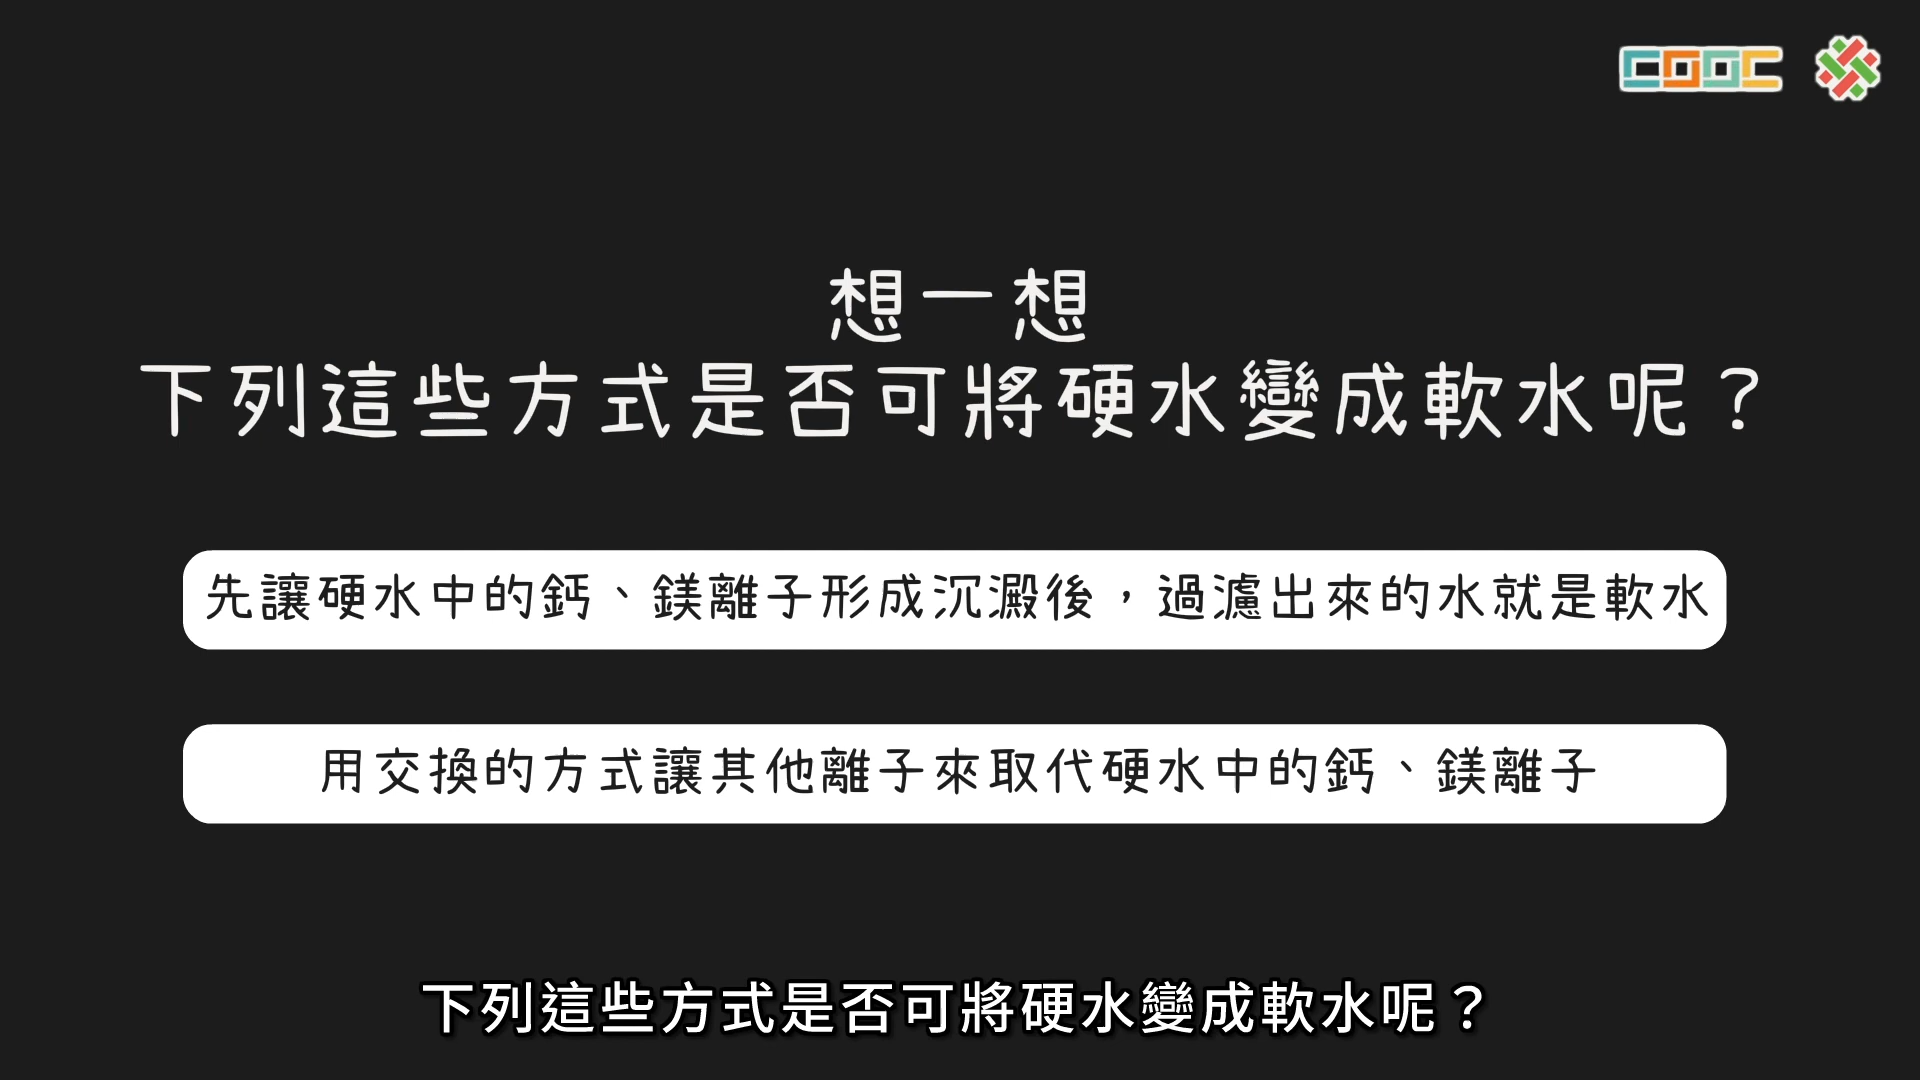 COOC
想一想
下列這些方式是否可將硬水變成軟水呢？
先讓硬水中的鈣、鎂離子形成沉澱後，過濾出來的水就是軟水
用交換的方式讓其他離子來取代硬水中的鈣、鎂離子
下列這些方式是否可將硬水變成軟水呢？